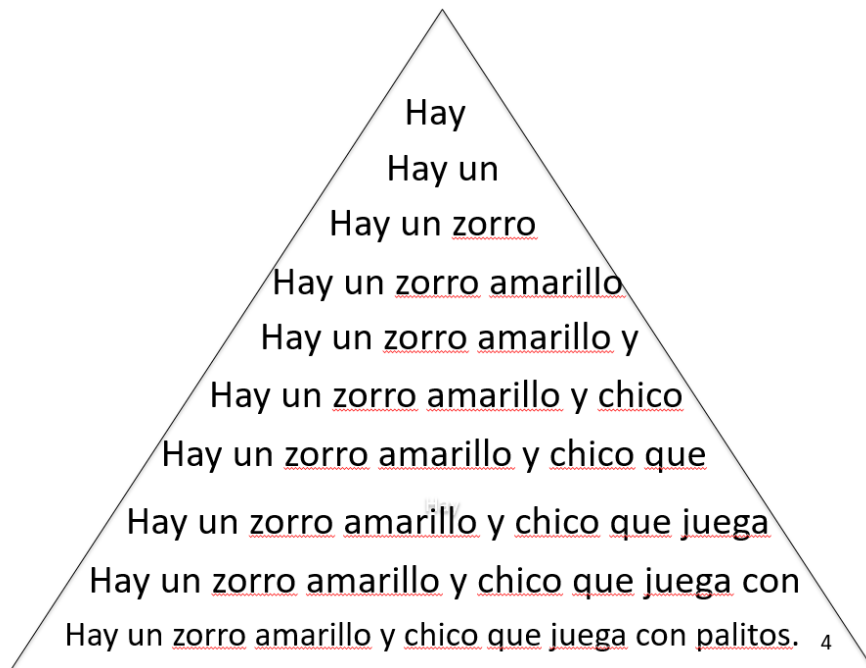 Hay
Hay un
Hay un zorro
Hay un zorro amarillo
Hay un zorro amarillo y
Hay un zorro amarillo y chico
Hay un zorro amarillo y chico que
Hay
Hay un zorro amarillo y chico que juega
Hay un zorro amarillo y chico que juega con
Hay un zorro amarillo y chico que juega con palitos.
4